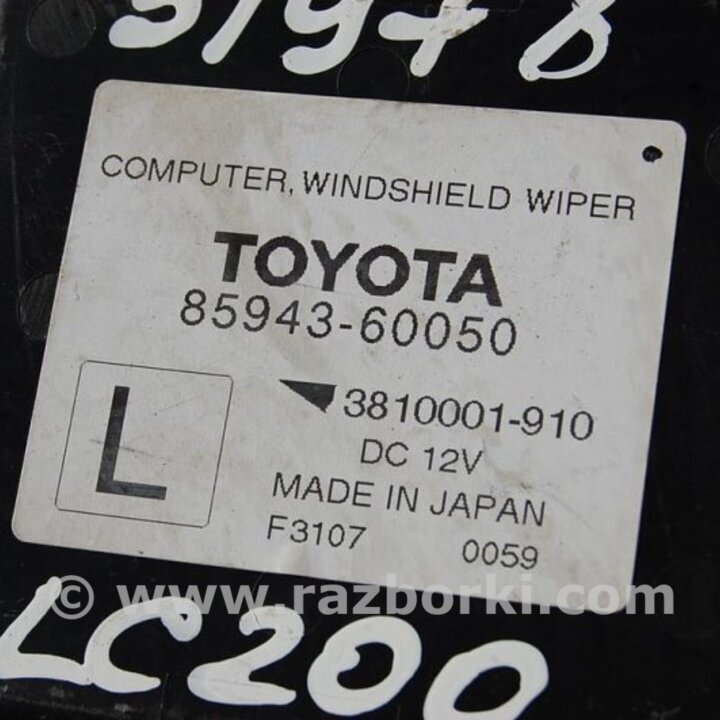 51978
COMPUTER, WINDSHIELD WIPER
TOYOTA
85943-60050
L
3810001-910
DC 12V
MADE IN JAPAN
F3107 0059
© www.razborki.com
LC200